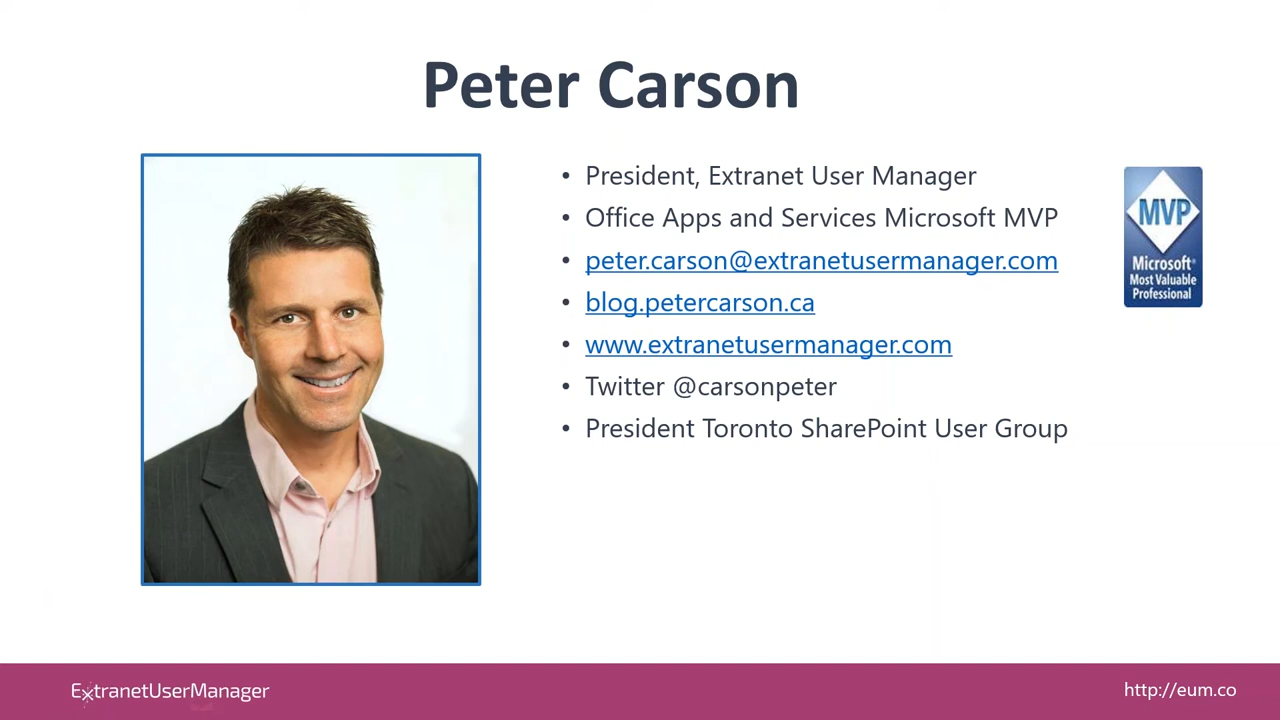 Peter Carson
• President, Extranet User Manager
• Office Apps and Services Microsoft MVP
• peter.carson@extranetusermanager.com
• blog.petercarson.ca
• www.extranetusermanager.com
• Twitter @carsonpeter
• President Toronto SharePoint User Group
MVP
Microsoft®
Most Valuable
Professional
ExtranetUserManager
http://eum.co